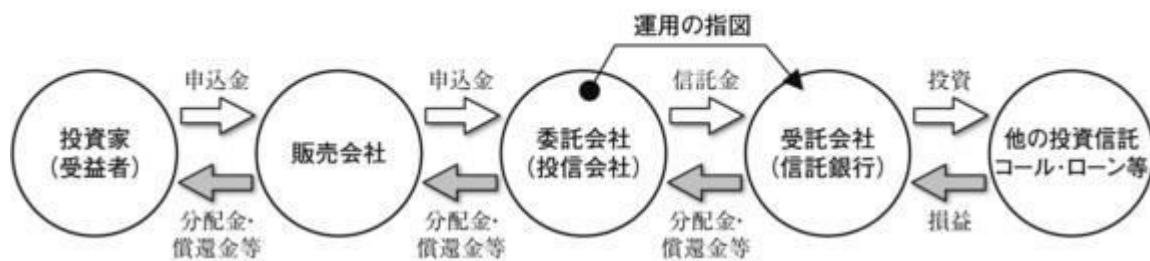 運用の指図
申込金
申込金
信託金
投資
投資家
(受益者)
販売会社
委託会社
(投信会社)
受託会社
(信託銀行)
他の投資信託
コール・ローン等
分配金・
償還金等
分配金・
償還金等
分配金・
償還金等
損益